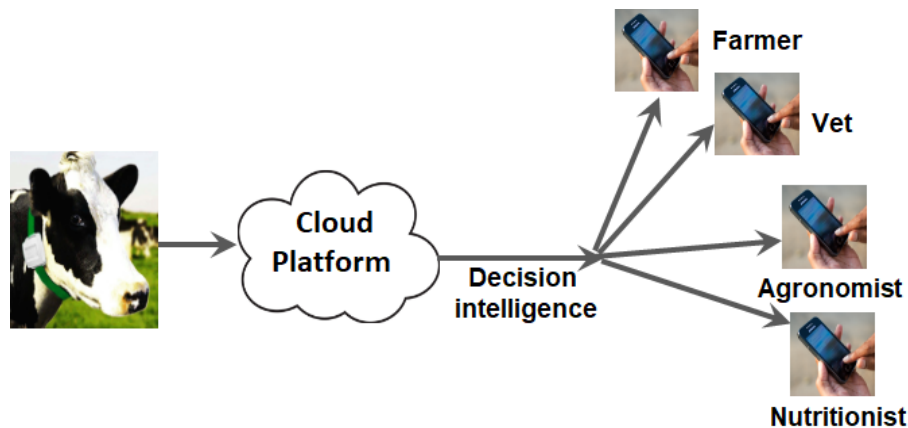 Farmer
Vet
Cloud
Platform
Decision
intelligence
Agronomist
Nutritionist